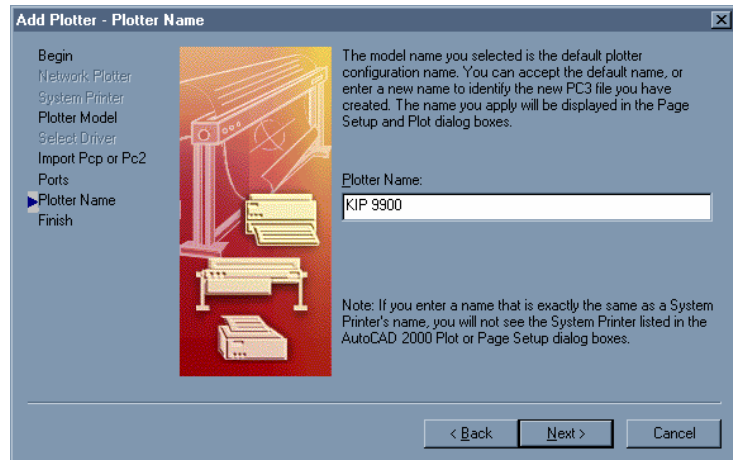 Add Plotter - Plotter Name
Begin
Network Plotter
System Printer
Plotter Model
Select Driver
Import Pcp or Pc2
Ports
Plotter Name
Finish
The model name you selected is the default plotter
configuration name. You can accept the default name, or
enter a new name to identify the new PC3 file you have
created. The name you apply will be displayed in the Page
Setup and Plot dialog boxes.
Plotter Name:
KIP 9900
Note: If you enter a name that is exactly the same as a System
Printer's name, you will not see the System Printer listed in the
AutoCAD 2000 Plot or Page Setup dialog boxes.
< Back
Next >
Cancel